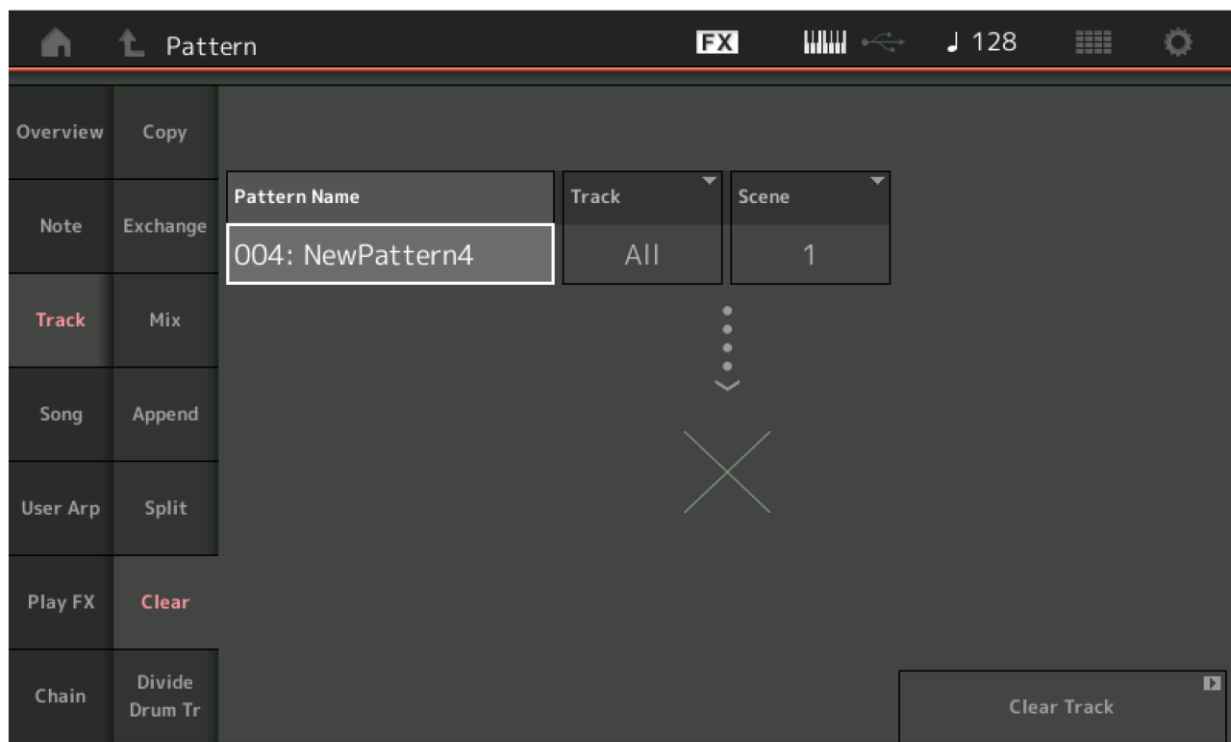 Pattern
FX
128
Overview
Copy
Note
Exchange
Track
Mix
Song
Append
User Arp
Split
Play FX
Clear
Chain
Divide
Drum Tr
Pattern Name
Track
Scene
004: NewPattern4
All
1
Clear Track